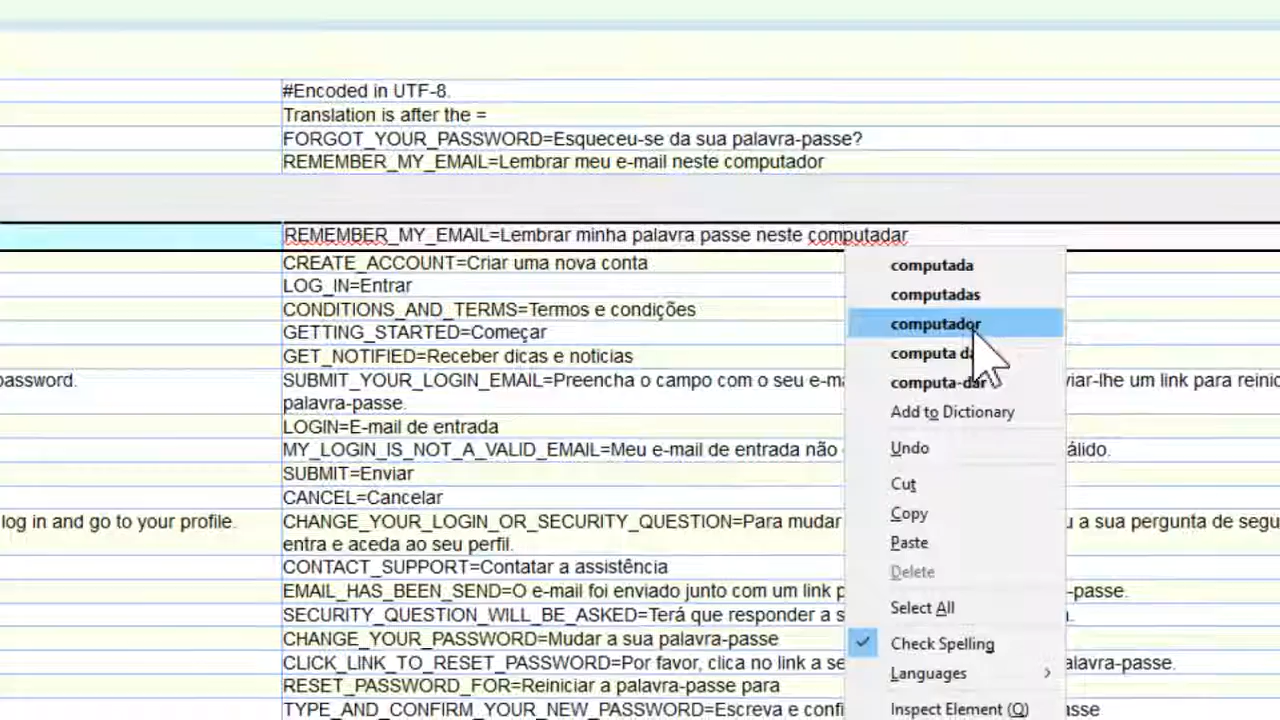 #Encoded in UTF-8.
Translation is after the =
FORGOT_YOUR_PASSWORD=Esqueceu-se da sua palavra-passe?
REMEMBER_MY_EMAIL=Lembrar meu e-mail neste computador
REMEMBER_MY_EMAIL=Lembrar minha palavra passe neste computadar
CREATE_ACCOUNT=Criar uma nova conta
LOG_IN=Entrar
CONDITIONS_AND_TERMS=Termos e condições
GETTING_STARTED=Começar
GET_NOTIFIED=Receber dicas e noticias
password.
SUBMIT_YOUR_LOGIN_EMAIL=Preencha o campo com o seu
viar-lhe um link para
palavra-passe.
LOGIN=E-mail de entrada
MY_LOGIN_IS_NOT_A_VALID_EMAIL=Meu e-mail de entrada não
álido.
SUBMIT=Enviar
CANCEL=Cancelar
log in and go to your profile.
CHANGE_YOUR_LOGIN_OR_SECURITY_QUESTION=Para mudar
u a sua pergunta de
entra e aceda ao seu perfil.
CONTACT_SUPPORT=Contatar a assistência
EMAIL_HAS_BEEN_SEND=O e-mail foi enviado junto com um link
-passe.
SECURITY_QUESTION_WILL_BE_ASKED=Terá que responder a
CHANGE_YOUR_PASSWORD=Mudar a sua palavra-passe
CLICK_LINK_TO_RESET_PASSWORD=Por favor, clica no link a
alavra-passe.
RESET_PASSWORD_FOR=Reiniciar a palavra-passe para
TYPE_AND_CONFIRM_YOUR_NEW_PASSWORD=Escreva e
asse
computada
computadas
computador
computa
computa-dar
Add to Dictionary
Undo
Cut
Copy
Paste
Delete
Select All
Check Spelling
Languages
Inspect Element (Q)